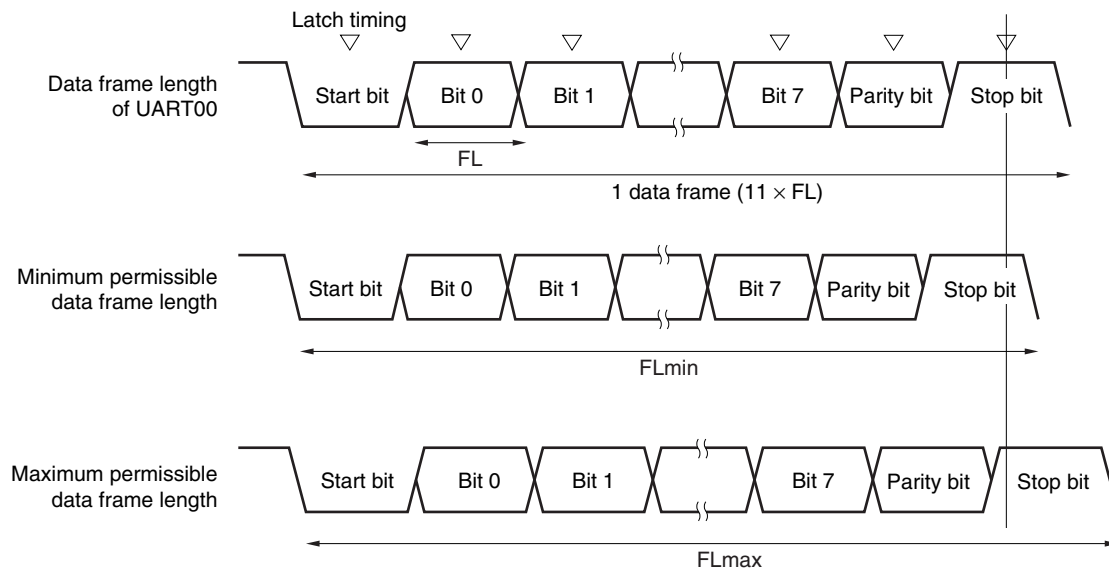 Latch timing
Data frame length
of UART00
Start bit Bit 0 Bit 1 Bit 7 Parity bit Stop bit
FL
1 data frame (11 × FL)
Minimum permissible
data frame length
Start bit Bit 0 Bit 1 Bit 7 Parity bit Stop bit
FLmin
Maximum permissible
data frame length
Start bit Bit 0 Bit 1 Bit 7 Parity bit Stop bit
FLmax